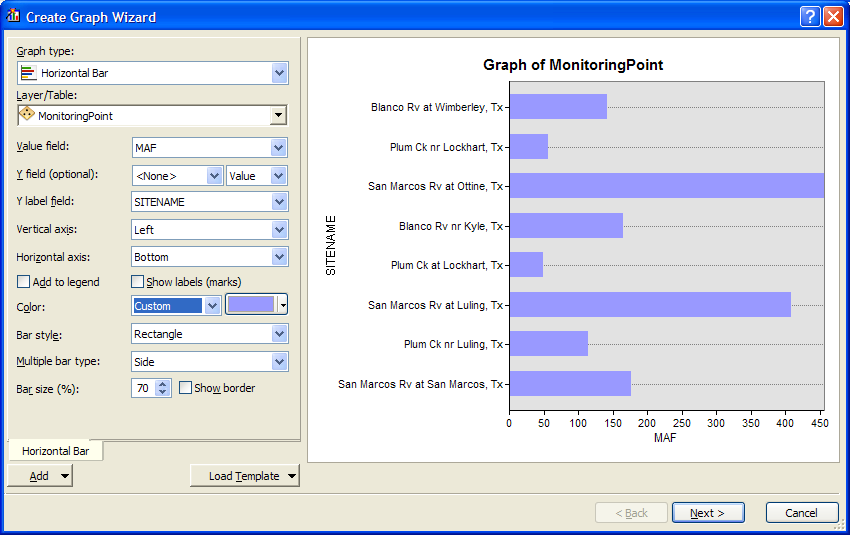 Create Graph Wizard
Graph type:
Horizontal Bar
Layer/Table:
MonitoringPoint
Value field: MAF
Y field (optional): <None> Value
Y label field: SITENAME
Vertical axis: Left
Horizontal axis: Bottom
Add to legend Show labels (marks)
Color: Custom
Bar style: Rectangle
Multiple bar type: Side
Bar size (%): 70 Show border
Horizontal Bar
Add Load Template
Graph of MonitoringPoint
SITENAME
Blanco Rv at Wimberley, Tx
Plum Ck nr Lockhart, Tx
San Marcos Rv at Ottine, Tx
Blanco Rv nr Kyle, Tx
Plum Ck at Lockhart, Tx
San Marcos Rv at Luling, Tx
Plum Ck nr Luling, Tx
San Marcos Rv at San Marcos, Tx
0 50 100 150 200 250 300 350 400 450
MAF
< Back Next > Cancel